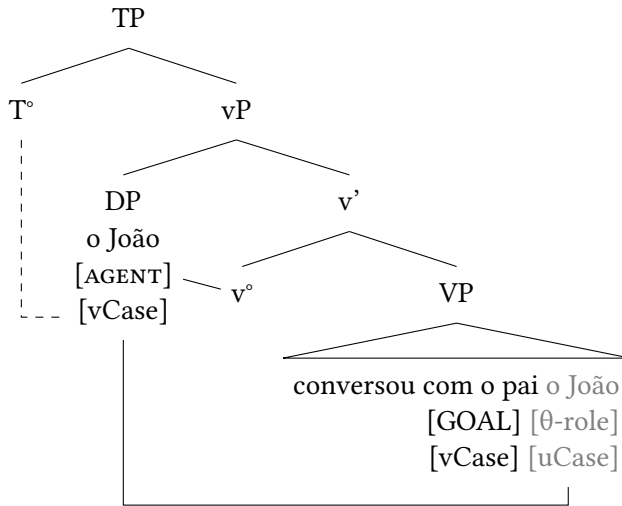 TP
T° vP
DP v’
o João
[AGENT] v° VP
[vCase]
conversou com o pai o João
[GOAL] [θ-role]
[vCase] [uCase]